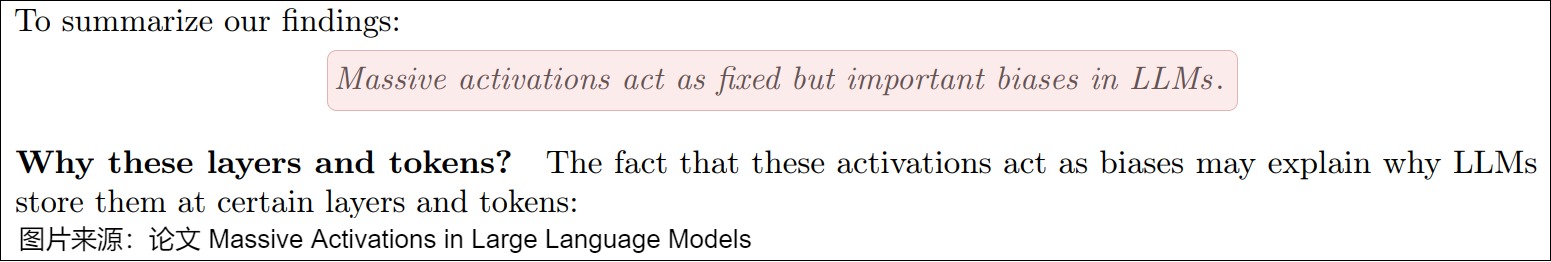 To summarize our findings:
Massive activations act as fixed but important biases in LLMs.
Why these layers and tokens? The fact that these activations act as biases may explain why LLMs
store them at certain layers and tokens:
图片来源：论文 Massive Activations in Large Language Models